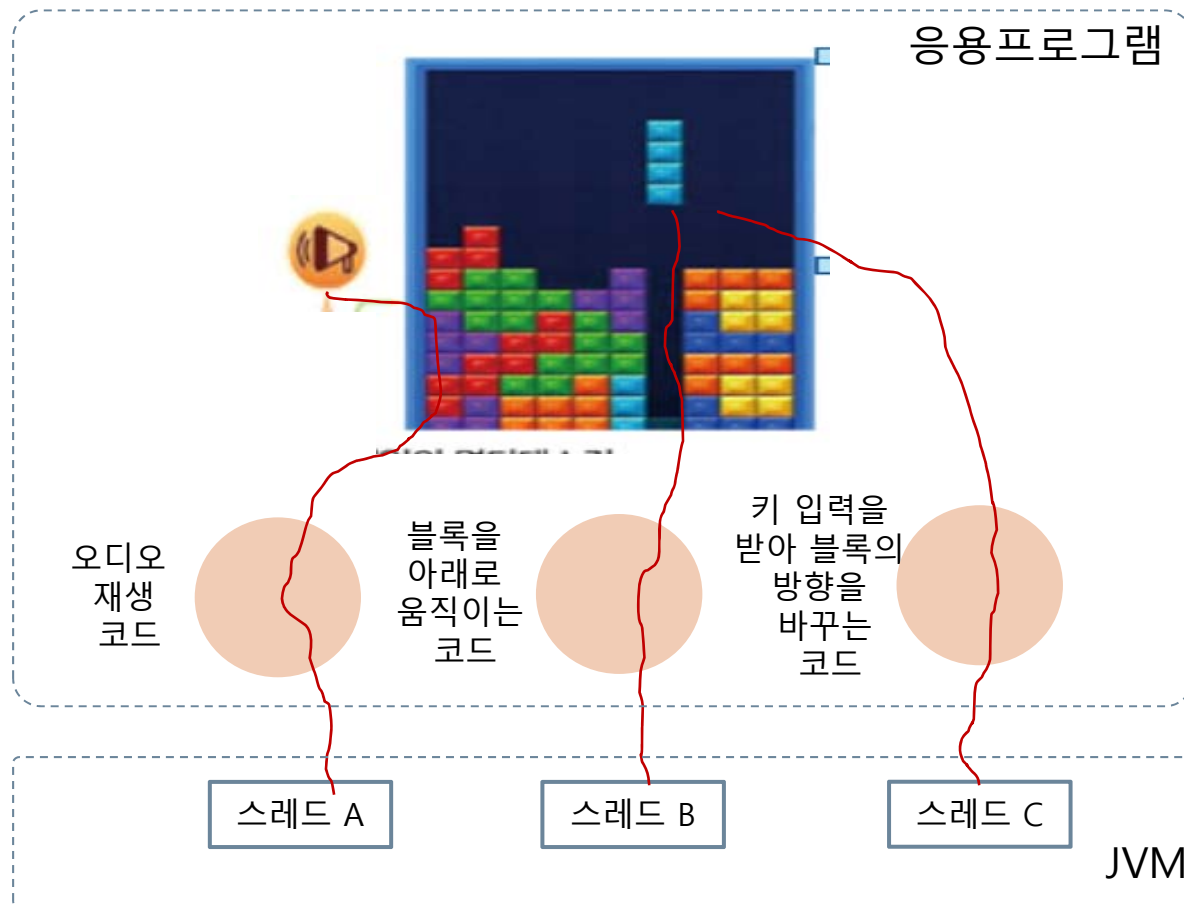 응용프로그램
오디오
재생
코드
블록을
아래로
움직이는
코드
키 입력을
받아 블록의
방향을
바꾸는
코드
스레드 A
스레드 B
스레드 C
JVM